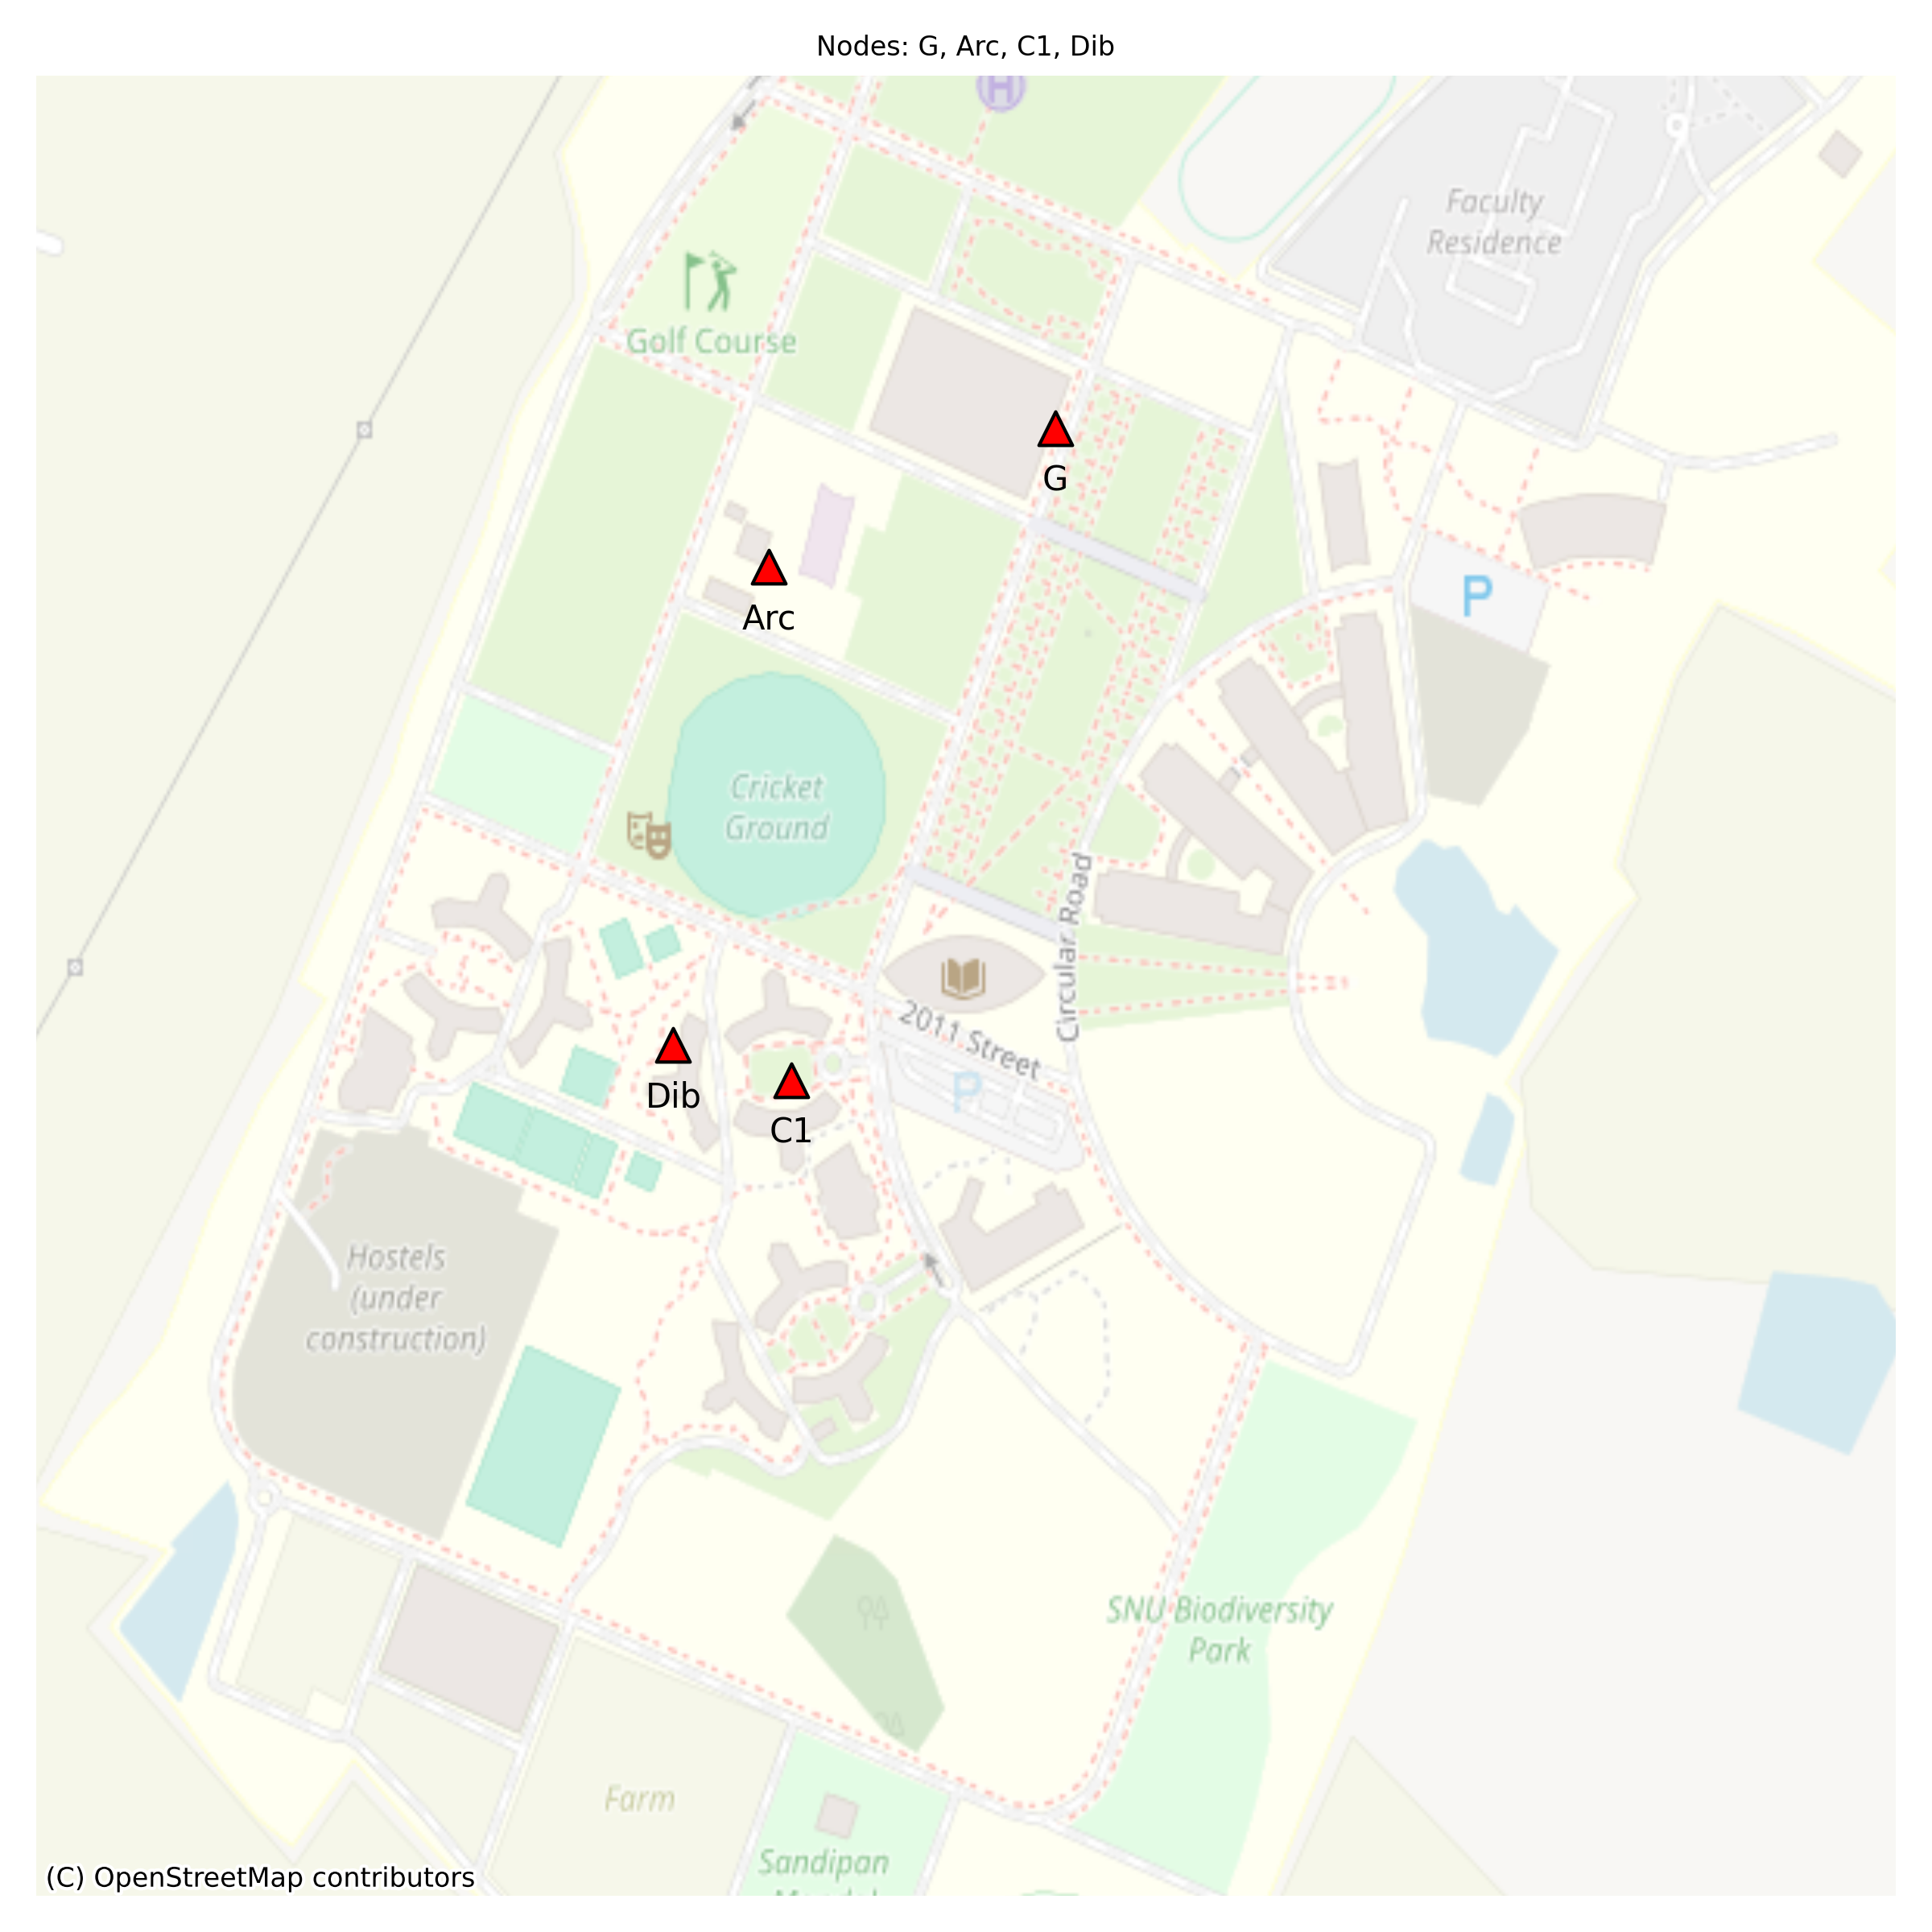 Nodes: G, Arc, C1, Dib
H
Faculty
Residence
Golf Course
G
Arc
P
Cricket
Ground
Circular Road
2011 Street
Dib
C1
P
Hostels
(under
construction)
SNU Biodiversity
Park
Farm
Sandipan
(C) OpenStreetMap contributors